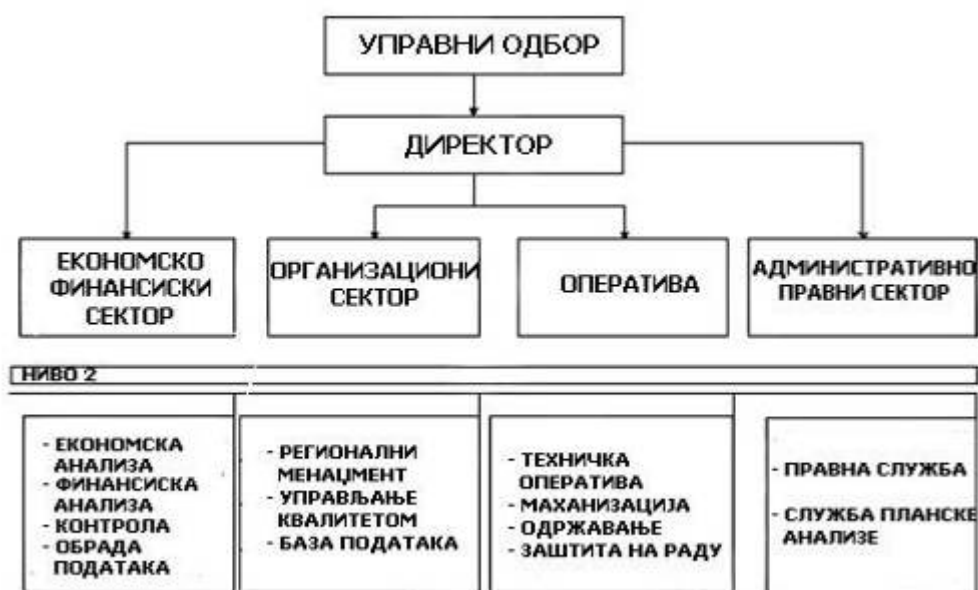 УПРАВНИ ОДБОР
ДИРЕКТОР
ЕКОНОМСКО
ФИНАНСИСКИ
СЕКТОР
ОРГАНИЗАЦИОНИ
СЕКТОР
ОПЕРАТИВА
АДМИНИСТРАТИВНО
ПРАВНИ СЕКТОР
НИВО 2
- ЕКОНОМСКА
АНАЛИЗА
- ФИНАНСИСКА
АНАЛИЗА
- КОНТРОЛА
- ОБРАДА
ПОДАТАКА
- РЕГИОНАЛНИ
МЕНАЏМЕНТ
- УПРАВЉАЊЕ
КВАЛИТЕТОМ
- БАЗА ПОДАТАКА
- ТЕХНИЧКА
ОПЕРАТИВА
- МАХАНИЗАЦИЈА
- ОДРЖАВАЊЕ
- ЗАШТИТА НА РАДУ
- ПРАВНА СЛУЖБА
- СЛУЖБА ПЛАНСКЕ
АНАЛИЗЕ